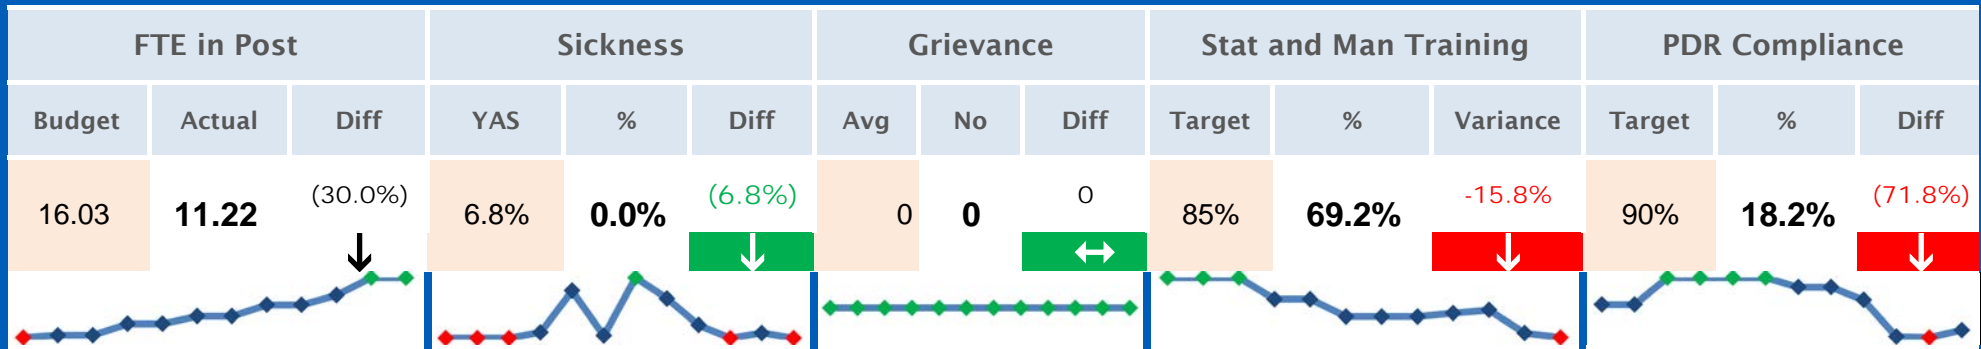 FTE in Post Sickness Grievance Stat and Man Training PDR Compliance
Budget Actual Diff YAS % Diff Avg No Diff Target % Variance Target % Diff
16.03 11.22 (30.0%) 6.8% 0.0% (6.8%) 0 0 0 85% 69.2% -15.8% 90% 18.2% (71.8%)